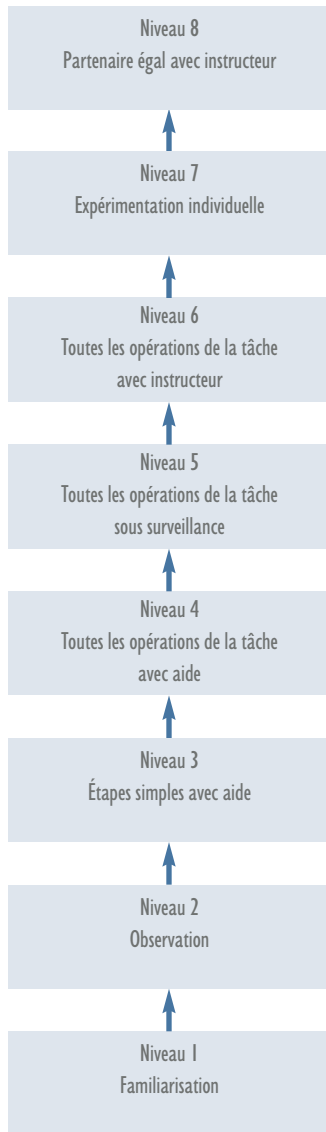 Niveau 8
Partenaire égal avec instructeur
Niveau 7
Expérimentation individuelle
Niveau 6
Toutes les opérations de la tâche
avec instructeur
Niveau 5
Toutes les opérations de la tâche
sous surveillance
Niveau 4
Toutes les opérations de la tâche
avec aide
Niveau 3
Étapes simples avec aide
Niveau 2
Observation
Niveau 1
Familiarisation